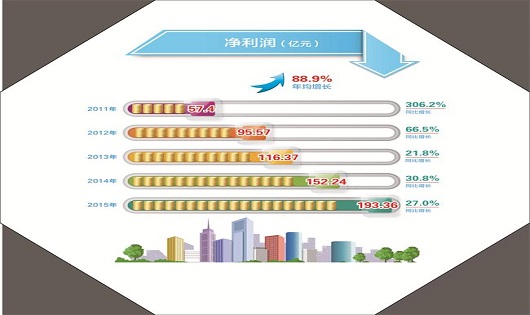 净利润（亿元）
88.9%
年均增长
2011年 57.4 306.2%
同比增长
2012年 95.57 66.5%
同比增长
2013年 116.37 21.8%
同比增长
2014年 152.24 30.8%
同比增长
2015年 193.36 27.0%
同比增长